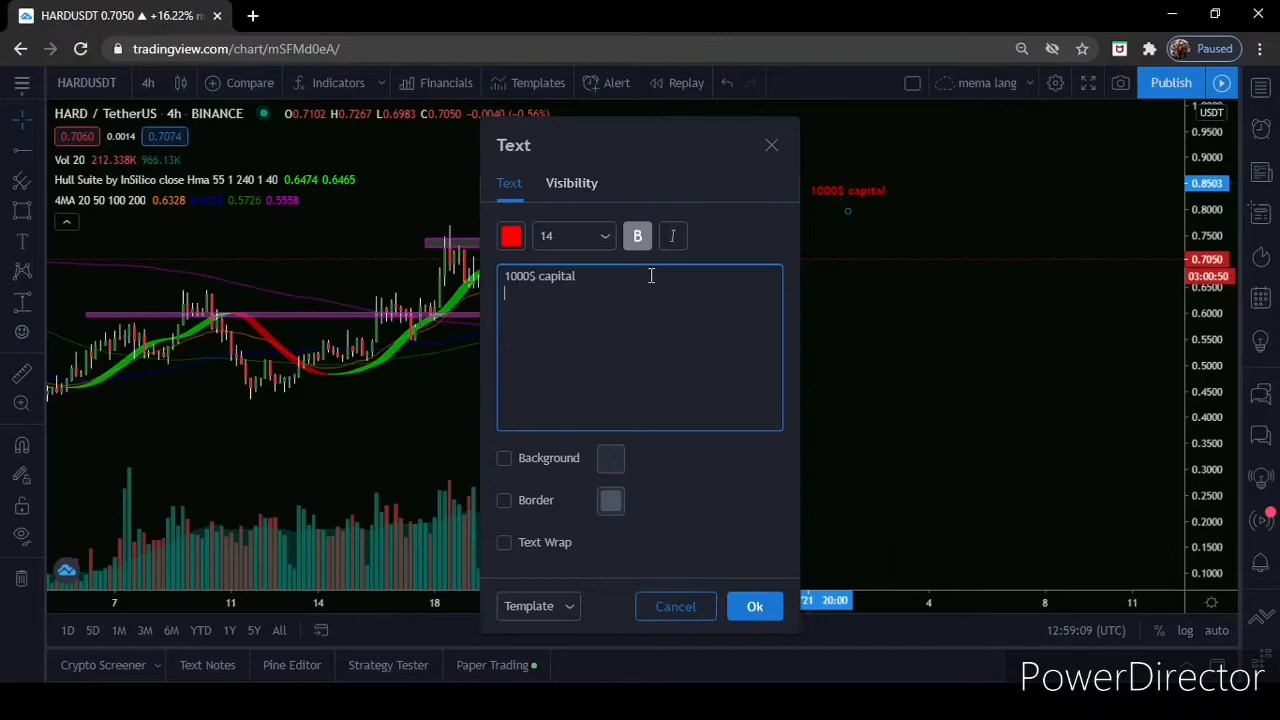 HARDUSDT 0.7050 ▲ +16.22% m
Paused
tradingview.com/chart/mSFMd0eA/
HARDUSDT 4h Compare Indicators Financials Templates Alert Replay mema lang Publish
HARD / TetherUS · 4h · BINANCE O0.7102 H0.7267 L0.6983 C0.7050 −0.0040 (−0.56%)
0.7060 0.0014 0.7074
Vol 20 212.338K 966.13K
Hull Suite by InSilico close Hma 55 1 240 1 40 0.6474 0.6465
4MA 20 50 100 200 0.6328 0.5726 0.5558
Text
Text Visibility
14 B I
1000$ capital
Background
Border
Text Wrap
Template Cancel Ok
1000$ capital
USDT
0.9500
0.9000
0.8503
0.8000
0.7500
0.7050
03:00:50
0.6500
0.6000
0.5500
0.5000
0.4500
0.4000
0.3500
0.3000
0.2500
0.2000
0.1500
0.1000
7 11 14 18 '21 20:00 4 8 11
1D 5D 1M 3M 6M YTD 1Y 5Y All 12:59:09 (UTC) % log auto
Crypto Screener Text Notes Pine Editor Strategy Tester Paper Trading
PowerDirector